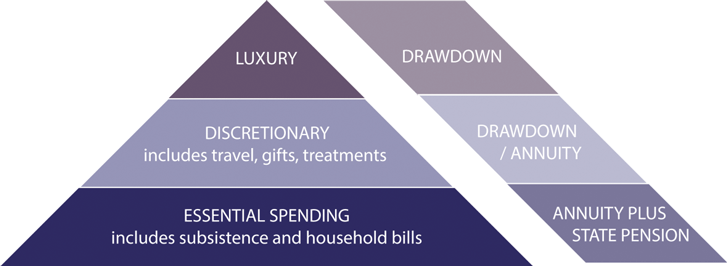 LUXURY
DRAWDOWN
DISCRETIONARY
includes travel, gifts, treatments
DRAWDOWN
/ ANNUITY
ESSENTIAL SPENDING
includes subsistence and household bills
ANNUITY PLUS
STATE PENSION